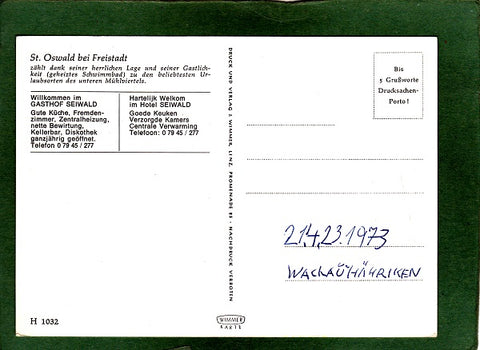 St. Oswald bei Freistadt
zählt dank seiner herrlichen Lage und seiner Gastlich-
keit (geheiztes Schwimmbad) zu den beliebtesten Ur-
laubsorten des unteren Mühlviertels.
Willkommen im
GASTHOF SEIWALD
Gute Küche, Fremden-
zimmer, Zentralheizung,
nette Bewirtung,
Kellerbar, Diskothek
ganzjährig geöffnet.
Telefon 0 79 45 / 277
Hartelijk Welkom
im Hotel SEIWALD
Goede Keuken
Verzorgde Kamers
Centrale Verwarming
Telefoon: 0 79 45 / 277
DRUCK UND VERLAG J. WIMMER, LINZ, PROMENADE 23 - NACHDRUCK VERBOTEN
Bis
5 Grußworte
Drucksachen-
Porto !
21,4,23.1973
H 1032
WIMMER
KARTE